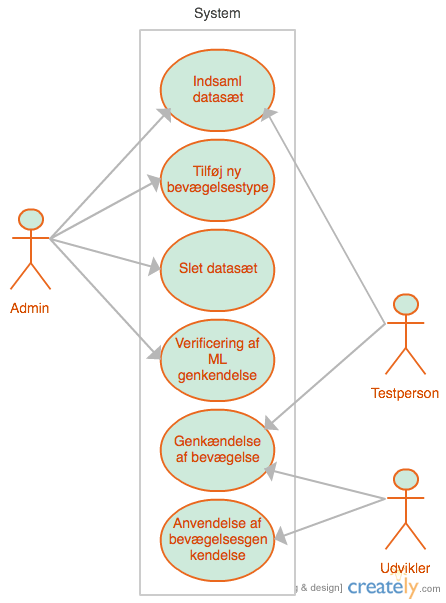 System
Indsaml
datasæt
Tilføj ny
bevægelsestype
Slet datasæt
Admin
Verificering af
ML
genkendelse
Testperson
Genkændelse
af bevægelse
Anvendelse af
bevægelsesgen
kendelse
Udvikler
& design]
creately.com